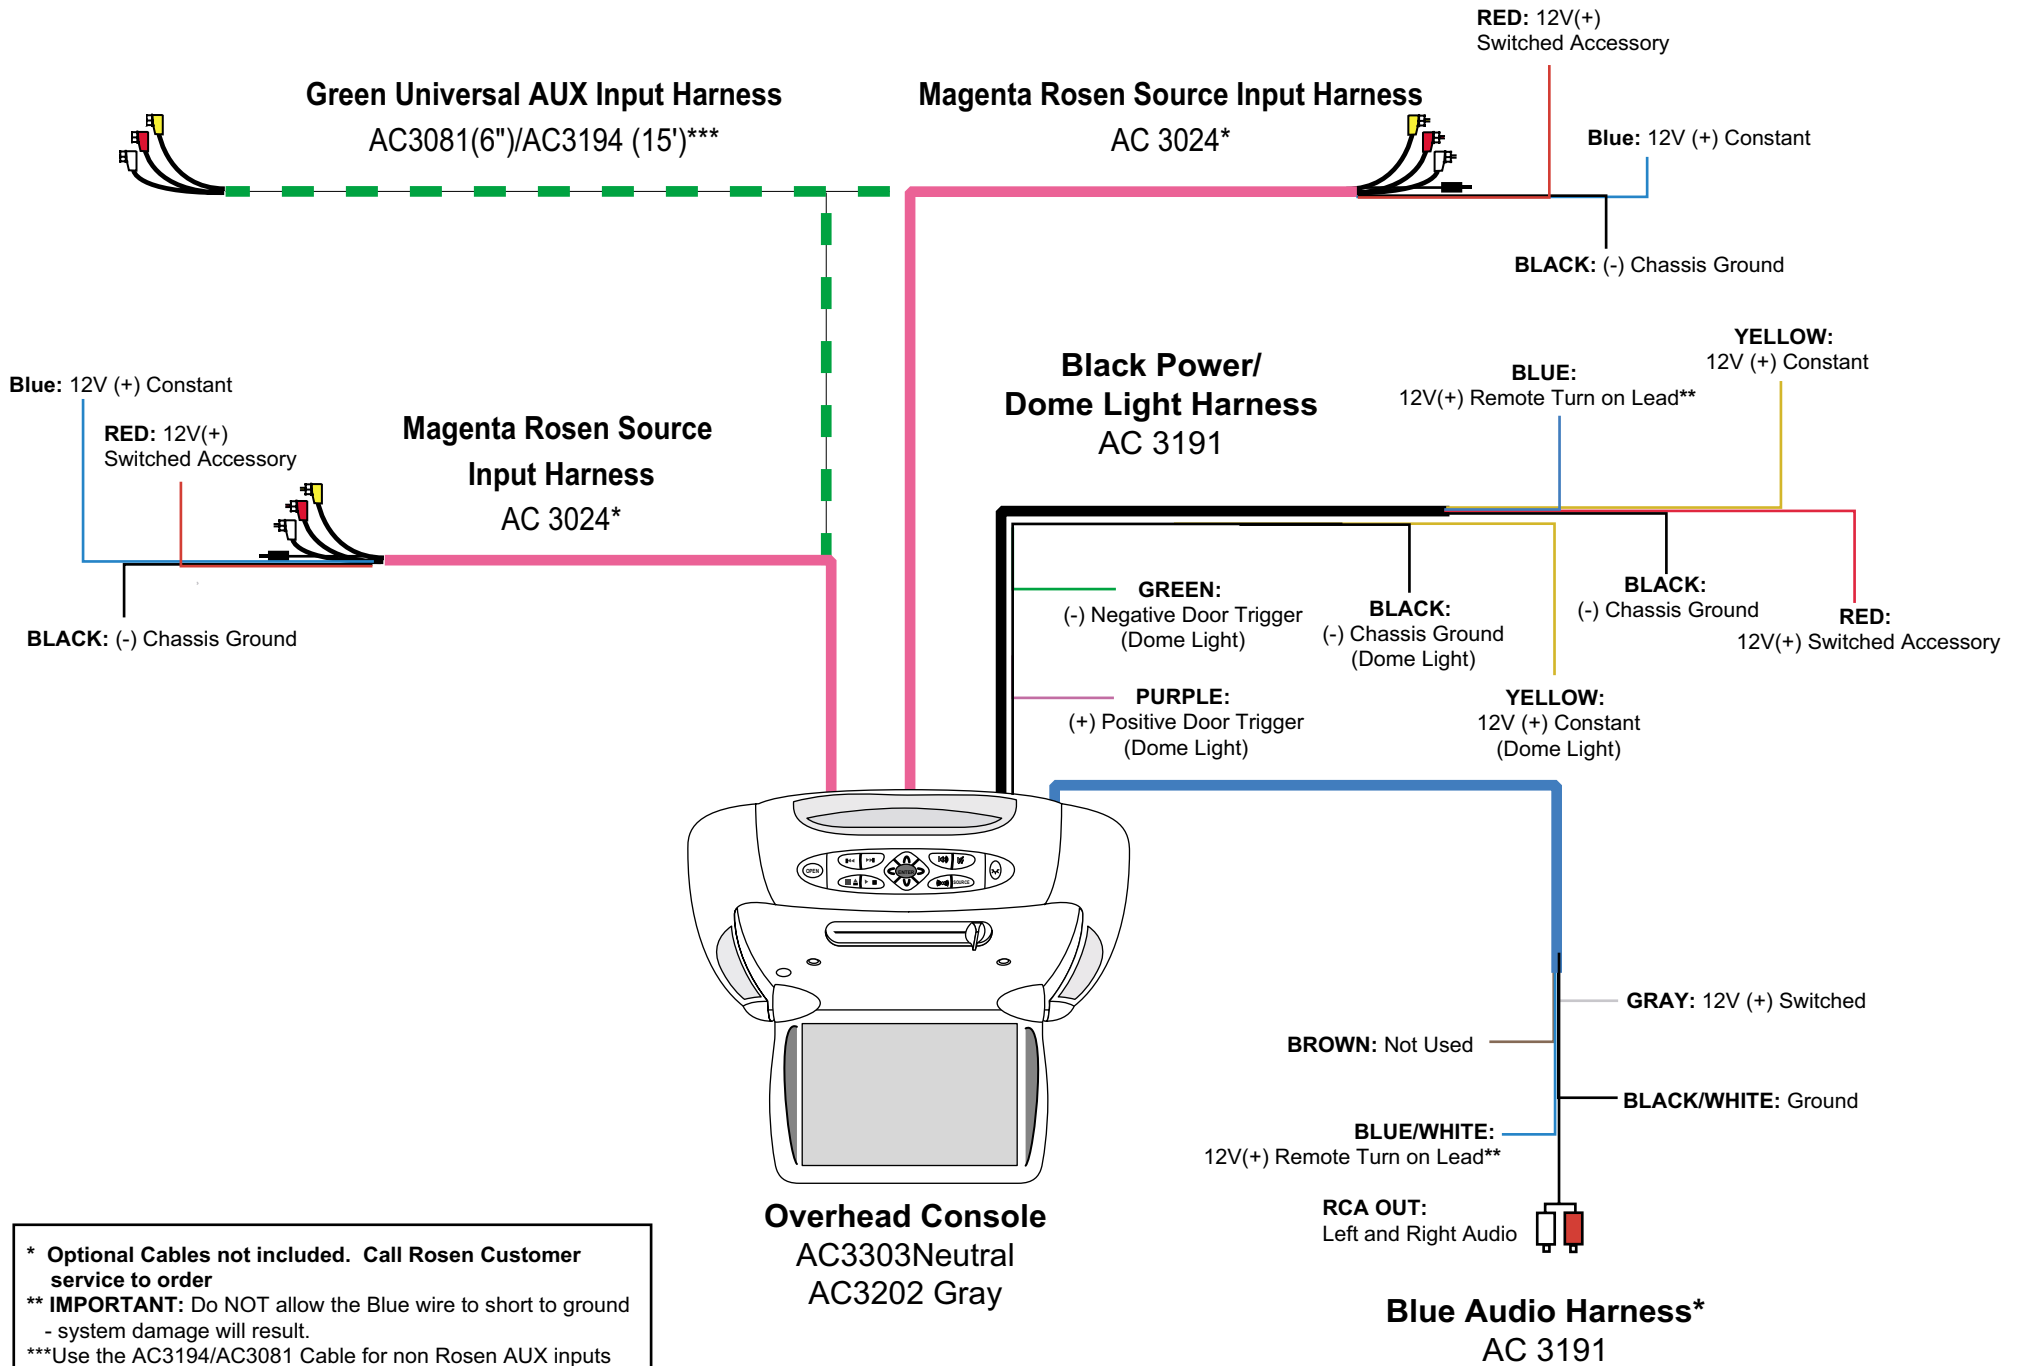 RED: 12V(+)
Switched Accessory
Green Universal AUX Input Harness
AC3081(6")/AC3194 (15')***
Magenta Rosen Source Input Harness
AC 3024*
Blue: 12V (+) Constant
BLACK: (-) Chassis Ground
Blue: 12V (+) Constant
RED: 12V(+)
Switched Accessory
Magenta Rosen Source
Input Harness
AC 3024*
BLACK: (-) Chassis Ground
Black Power/
Dome Light Harness
AC 3191
BLUE:
12V(+) Remote Turn on Lead**
YELLOW:
12V (+) Constant
GREEN:
(-) Negative Door Trigger
(Dome Light)
BLACK:
(-) Chassis Ground
(Dome Light)
BLACK:
(-) Chassis Ground
RED:
12V(+) Switched Accessory
PURPLE:
(+) Positive Door Trigger
(Dome Light)
YELLOW:
12V (+) Constant
(Dome Light)
OPEN
ENTER
SOURCE
GRAY: 12V (+) Switched
BROWN: Not Used
BLACK/WHITE: Ground
BLUE/WHITE:
12V(+) Remote Turn on Lead**
RCA OUT:
Left and Right Audio
Overhead Console
AC3303Neutral
AC3202 Gray
Blue Audio Harness*
AC 3191
* Optional Cables not included. Call Rosen Customer
service to order
** IMPORTANT: Do NOT allow the Blue wire to short to ground
- system damage will result.
***Use the AC3194/AC3081 Cable for non Rosen AUX inputs